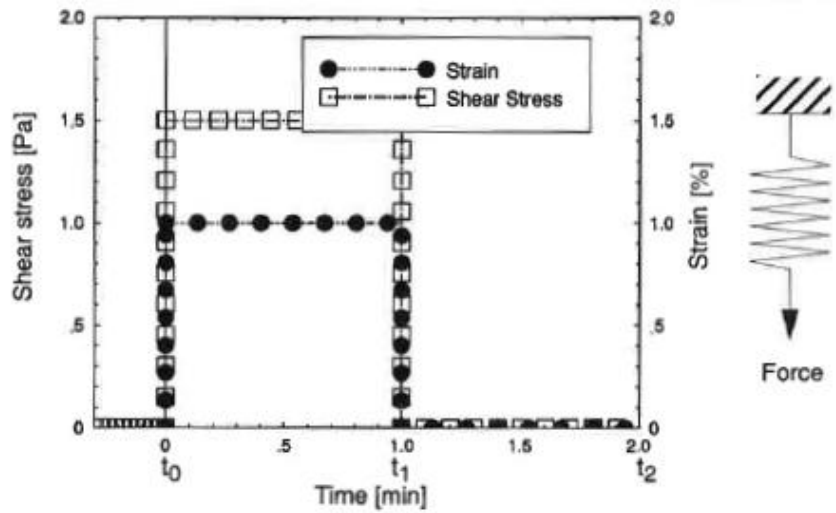 2.0
1.5
1.0
.5
0
Shear stress [Pa]
Strain
Shear Stress
2.0
1.5
1.0
.5
0
Strain [%]
0 .5 1.0 1.5 2.0
t0 t1 t2
Time [min]
Force